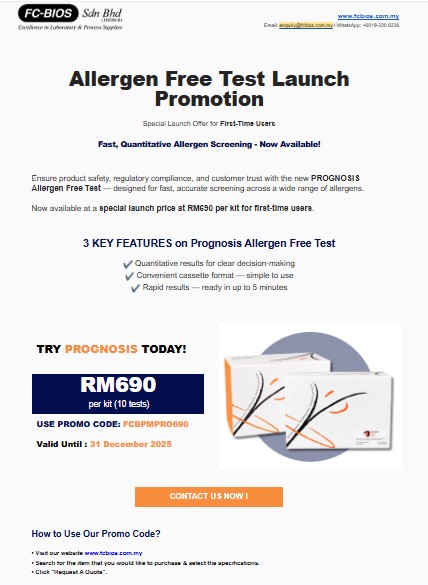 FC-BIOS Sdn Bhd
Excellence in Laboratory & Process Supplies
www.fcbios.com.my
Email: enquiry@fcbios.com.my | WhatsApp: +6019-220 8238
Allergen Free Test Launch
Promotion
Special Launch Offer for First-Time Users
Fast, Quantitative Allergen Screening - Now Available!
Ensure product safety, regulatory compliance, and customer trust with the new PROGNOSIS
Allergen Free Test — designed for fast, accurate screening across a wide range of allergens.
Now available at a special launch price at RM690 per kit for first-time users.
3 KEY FEATURES on Prognosis Allergen Free Test
✔ Quantitative results for clear decision-making
✔ Convenient cassette format — simple to use
✔ Rapid results — ready in up to 5 minutes
TRY PROGNOSIS TODAY!
RM690
per kit (10 tests)
USE PROMO CODE: FCBPMPRO690
Valid Until : 31 December 2025
CONTACT US NOW !
How to Use Our Promo Code?
• Visit our website www.fcbios.com.my
• Search for the item that you would like to purchase & select the specifications.
• Click "Request A Quote".